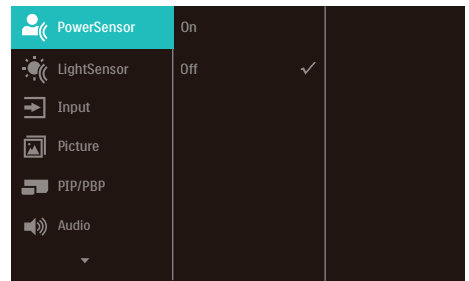 PowerSensor On
LightSensor Off
Input
Picture
PIP/PBP
Audio